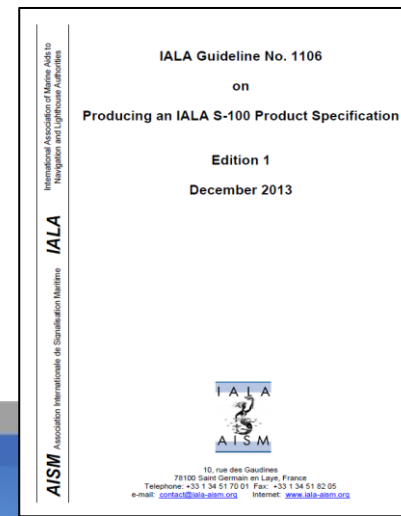 IALA Guideline No. 1106
on
Producing an IALA S-100 Product Specification
Edition 1
December 2013
AISM Association Internationale de Signalisation Maritime IALA International Association of Marine Aids to
Navigation and Lighthouse Authorities
IALA
AISM
10, rue des Gaudines
78100 Saint Germain en Laye, France
Telephone: +33 1 34 51 70 01 Fax: +33 1 34 51 82 05
e-mail: contact@iala-aism.org Internet: www.iala-aism.org